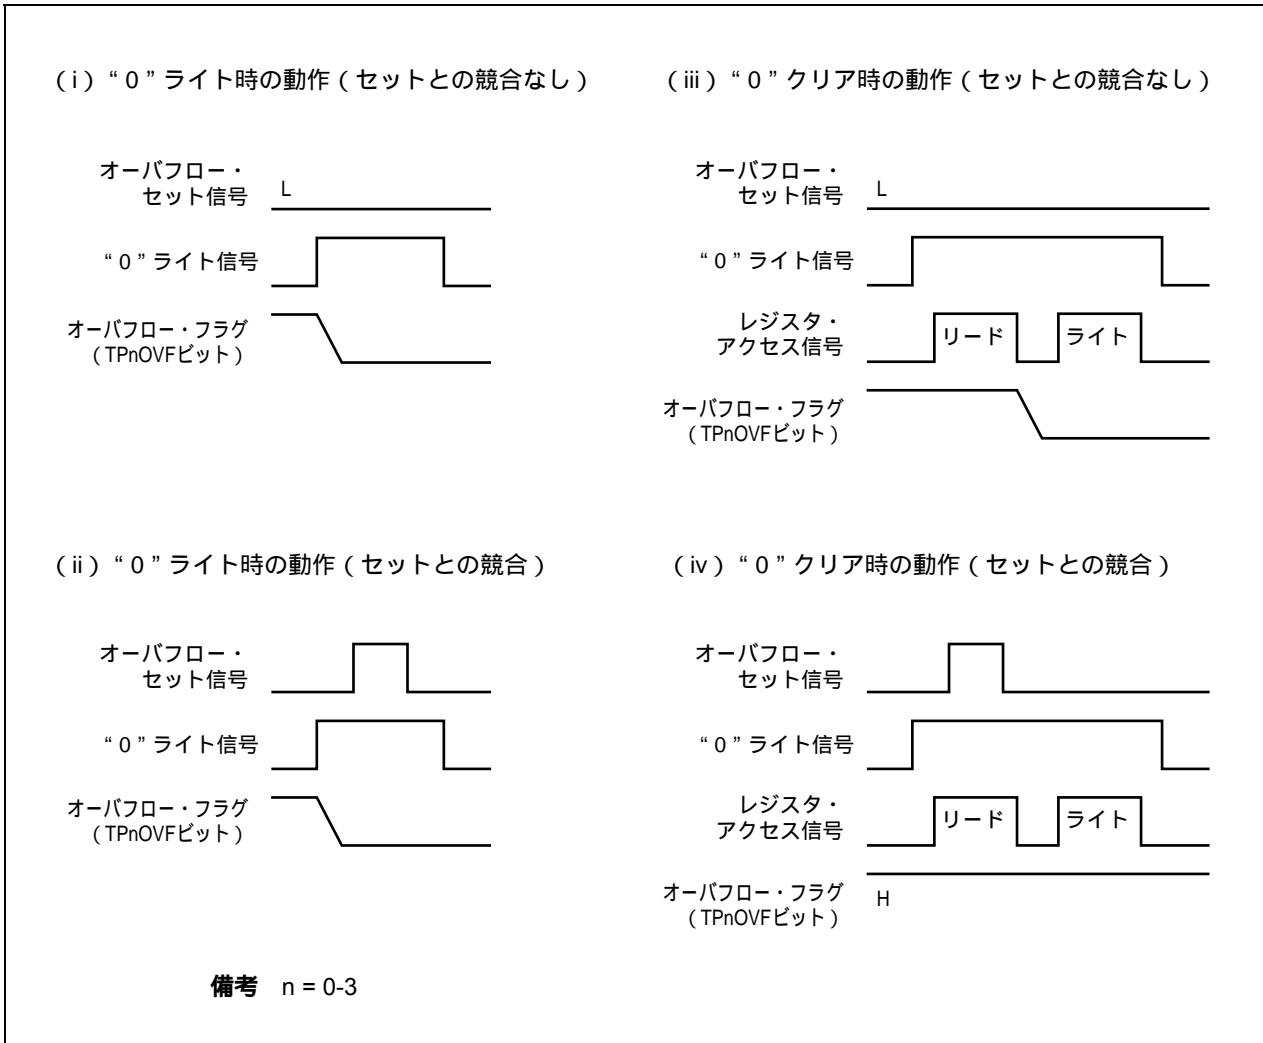 （i）“0”ライト時の動作（セットとの競合なし）
オーバフロー・
セット信号
L
“0”ライト信号
オーバフロー・フラグ
（TPnOVFビット）
（iii）“0”クリア時の動作（セットとの競合なし）
オーバフロー・
セット信号
L
“0”ライト信号
レジスタ・
アクセス信号
リード
ライト
オーバフロー・フラグ
（TPnOVFビット）
（ii）“0”ライト時の動作（セットとの競合）
オーバフロー・
セット信号
“0”ライト信号
オーバフロー・フラグ
（TPnOVFビット）
（iv）“0”クリア時の動作（セットとの競合）
オーバフロー・
セット信号
“0”ライト信号
レジスタ・
アクセス信号
リード
ライト
オーバフロー・フラグ
（TPnOVFビット）
H
備考 n = 0-3